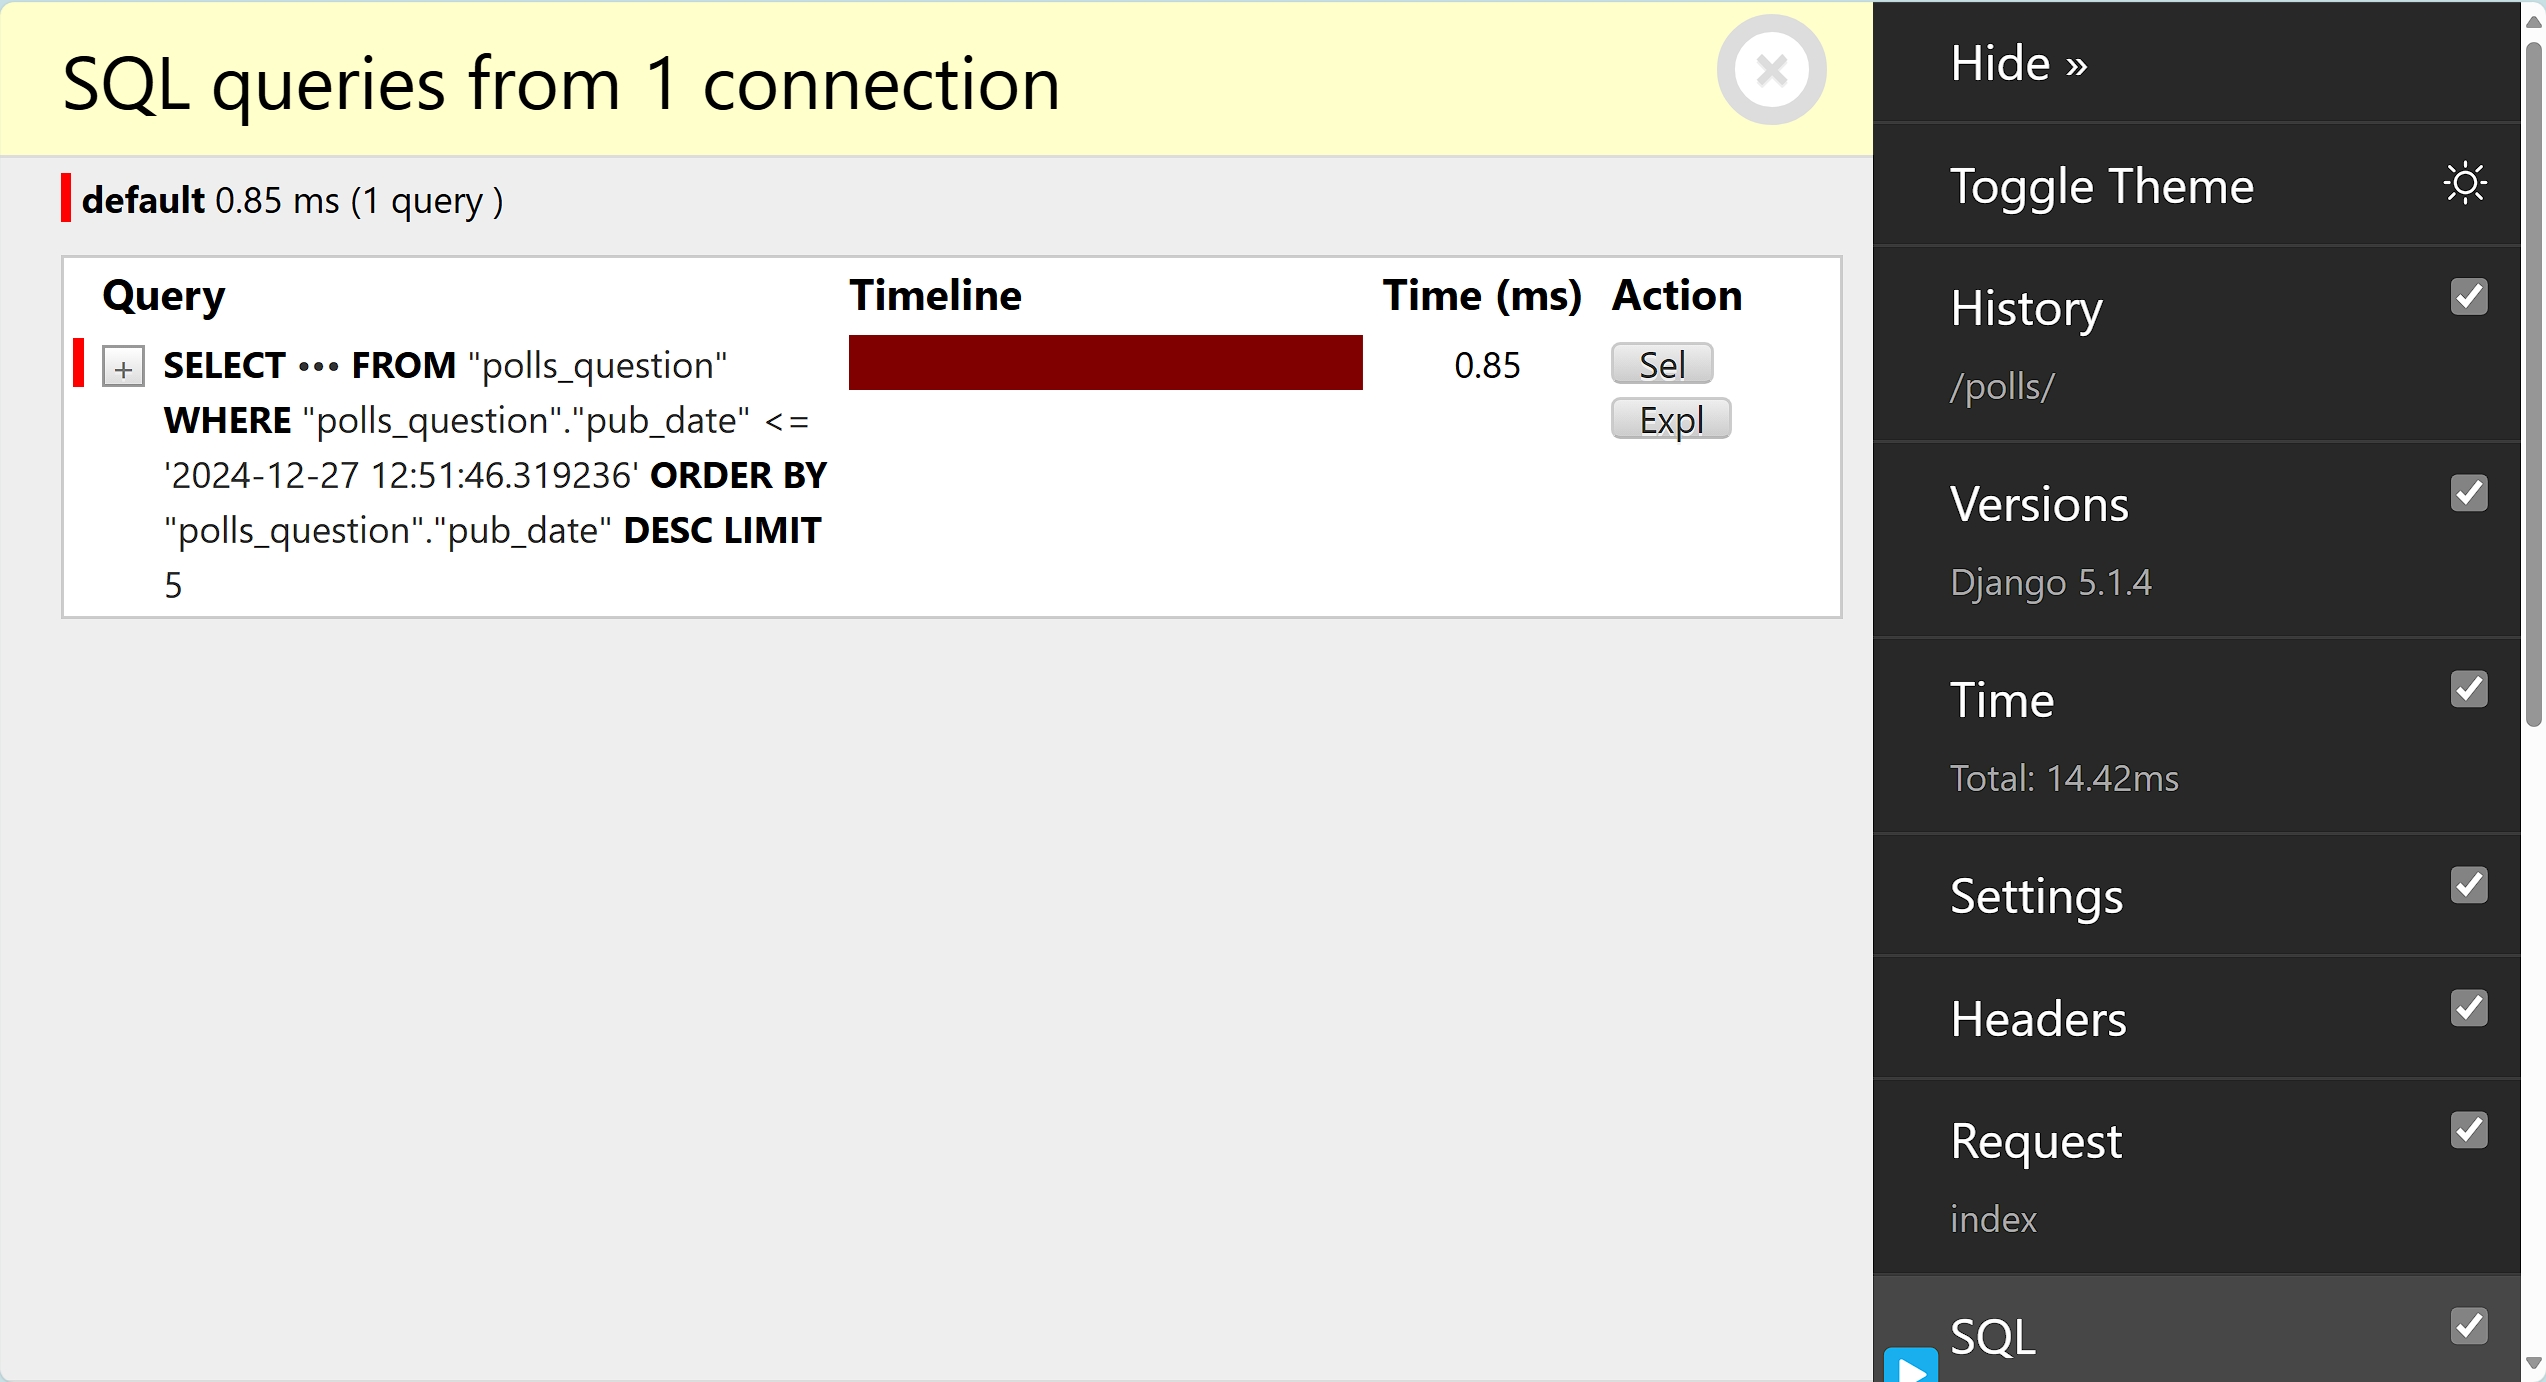 SQL queries from 1 connection
default 0.85 ms (1 query )
Query Timeline Time (ms) Action
+ SELECT ••• FROM "polls_question" 0.85 Sel
WHERE "polls_question"."pub_date" <= Expl
'2024-12-27 12:51:46.319236' ORDER BY
"polls_question"."pub_date" DESC LIMIT
5
Hide »
Toggle Theme
History
/polls/
Versions
Django 5.1.4
Time
Total: 14.42ms
Settings
Headers
Request
index
SQL